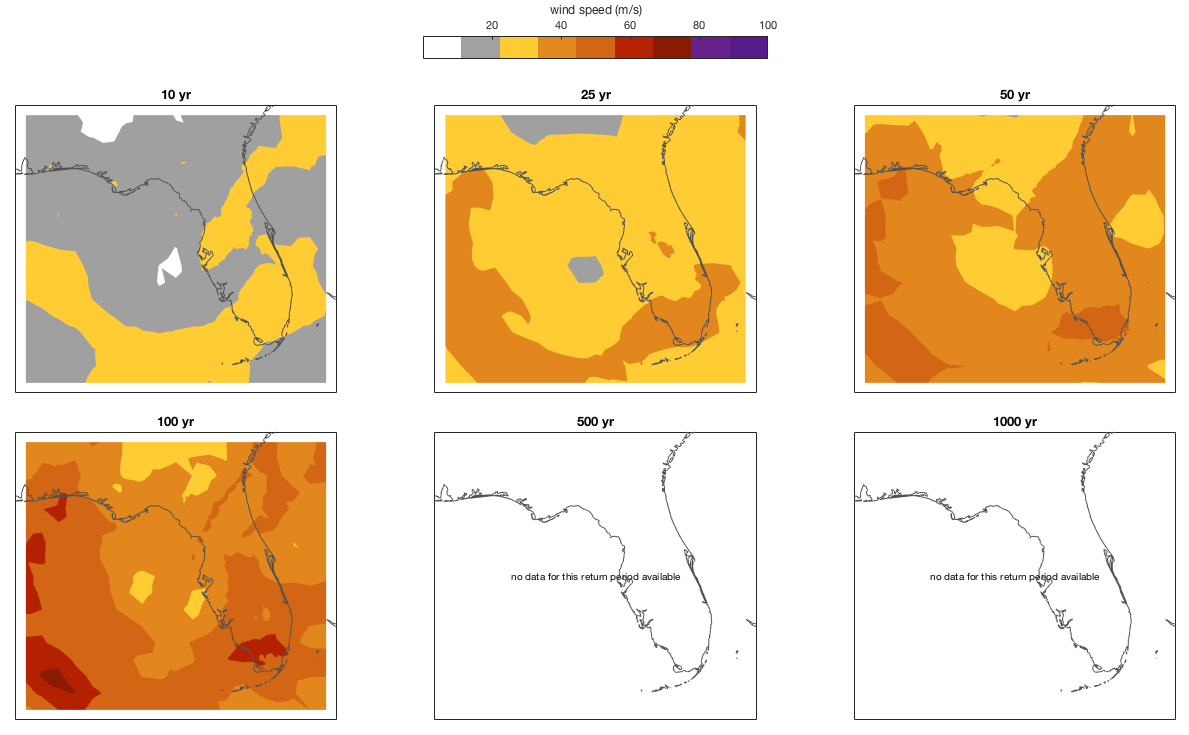 wind speed (m/s)
20 40 60 80 100
10 yr
25 yr
50 yr
100 yr
500 yr
1000 yr
no data for this return period available
no data for this return period available